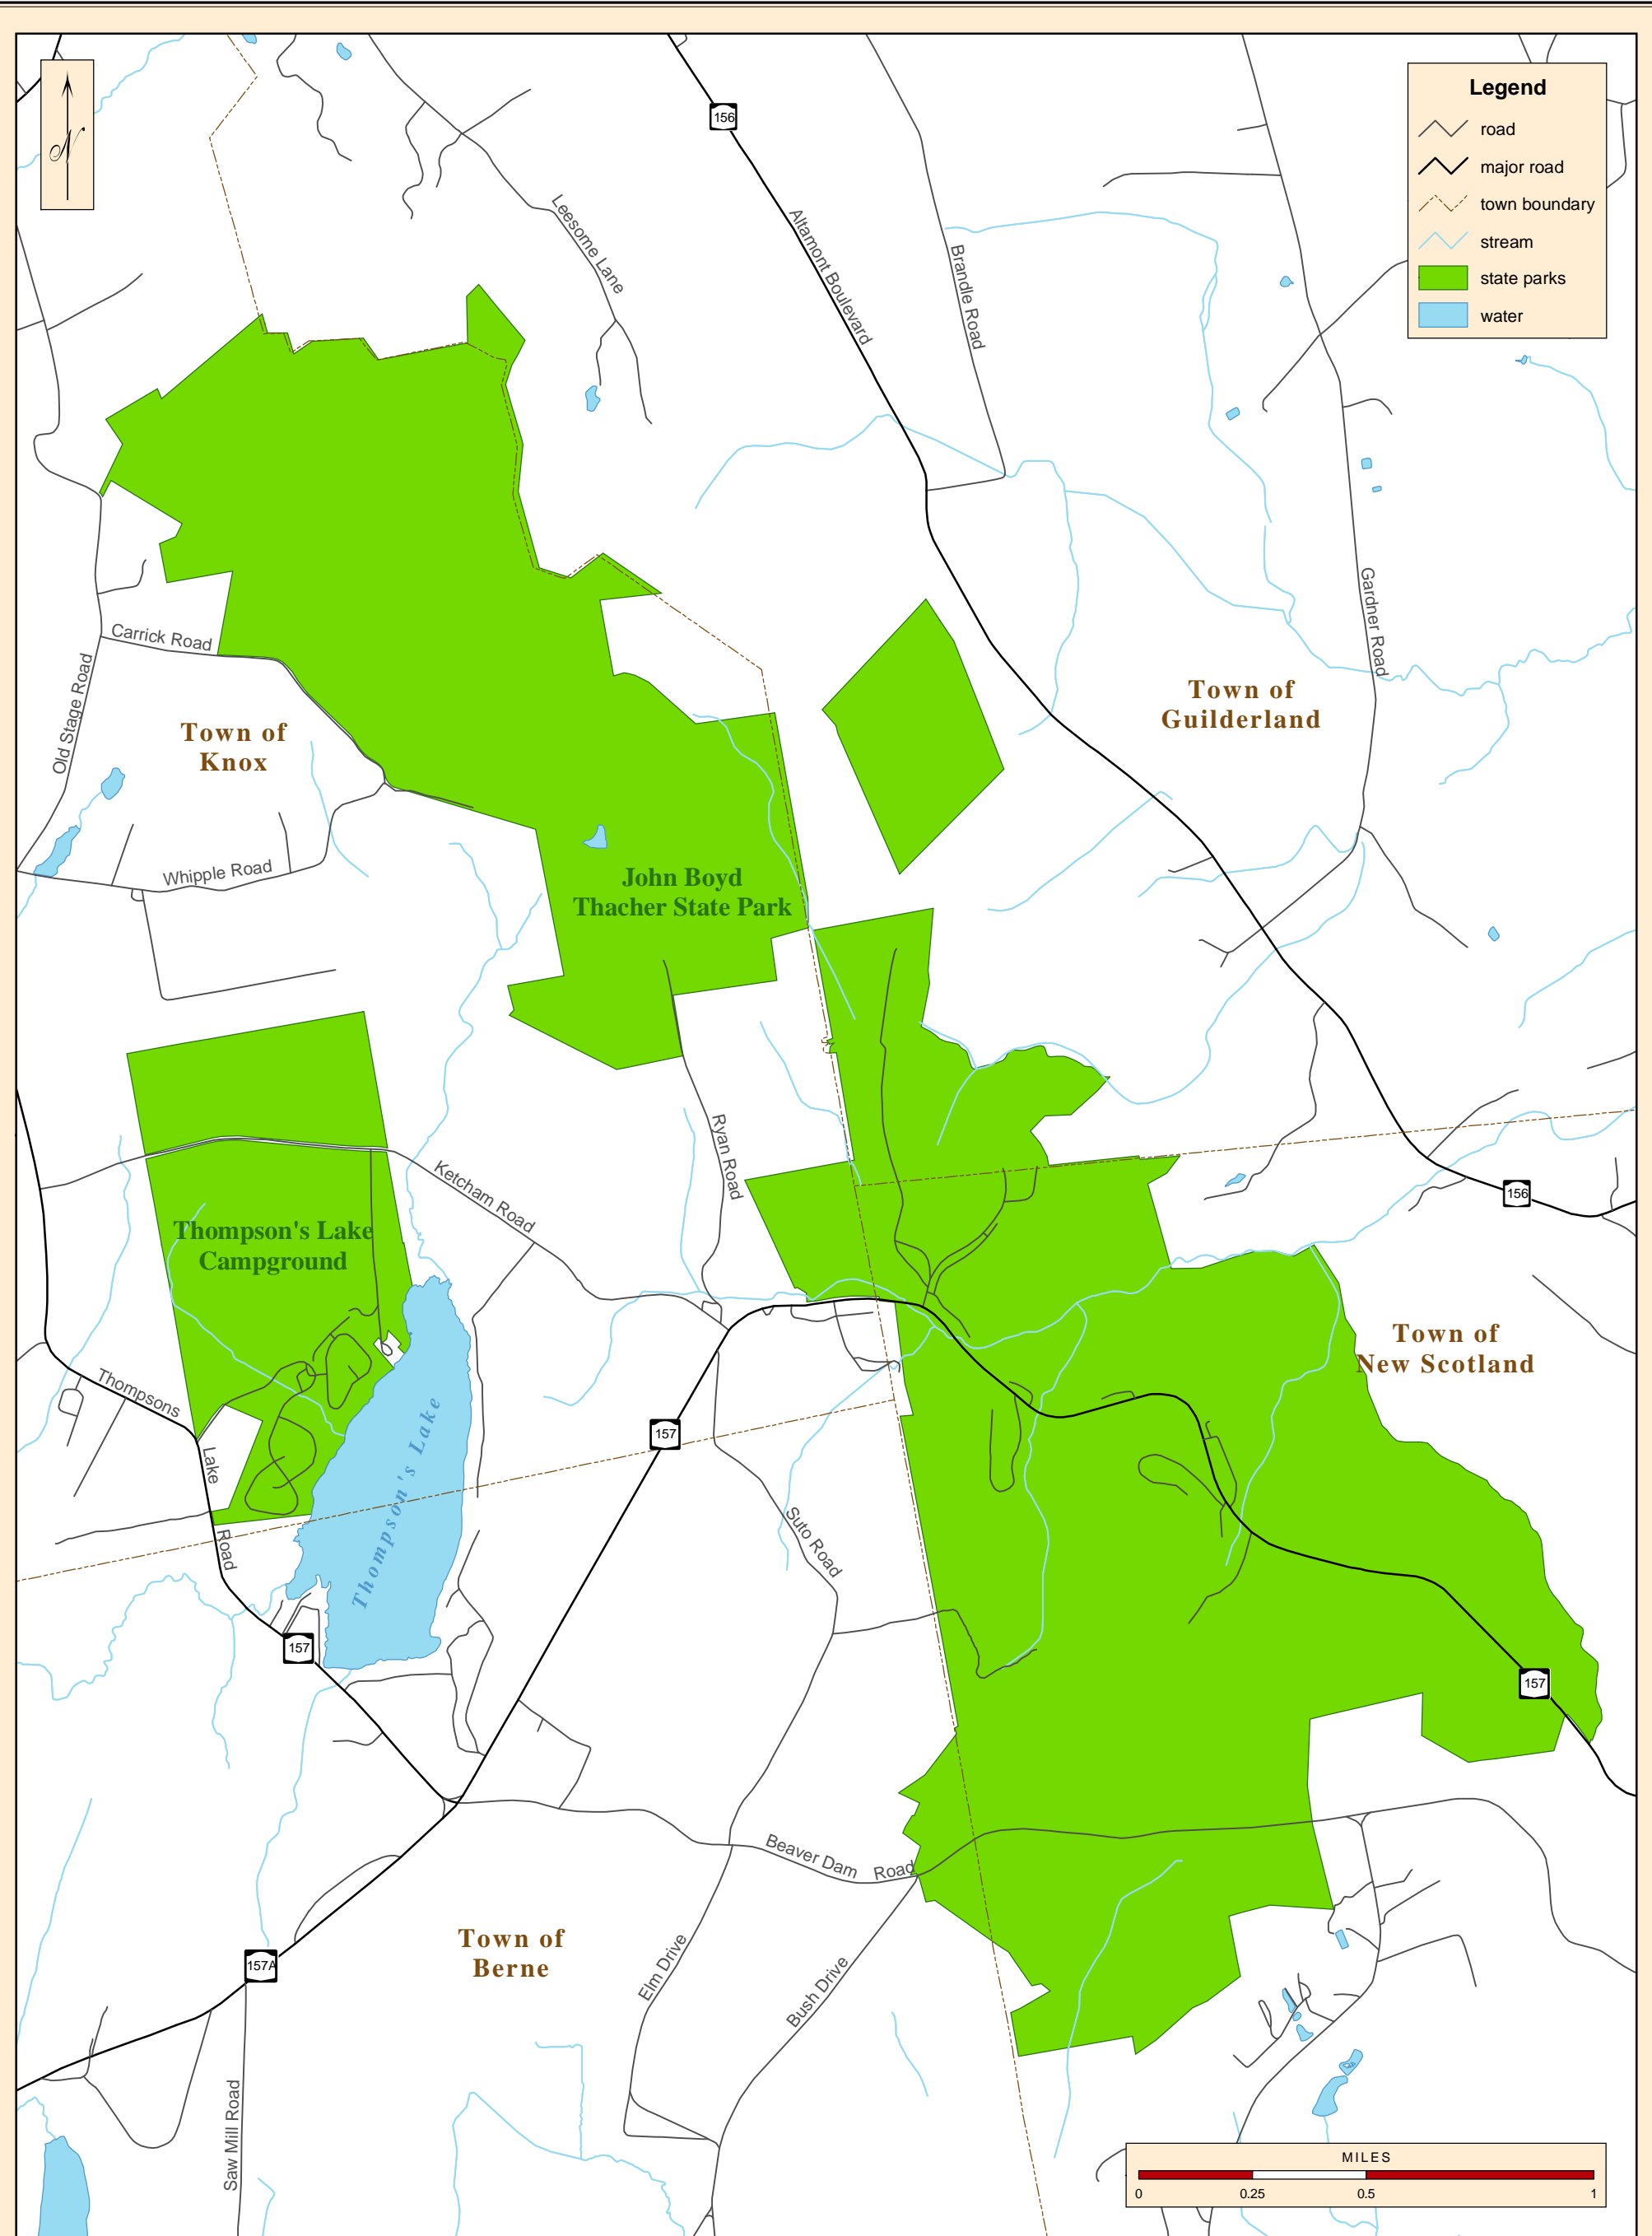 N
156
Legend
road
major road
town boundary
stream
state parks
water
Leesome Lane
Altamont Boulevard
Brandle Road
Gardner Road
Carrick Road
Old Stage Road
Town of
Knox
Town of
Guilderland
Whipple Road
John Boyd
Thacher State Park
Ryan Road
Ketcham Road
156
Thompson's Lake
Campground
Town of
New Scotland
Thompsons
Lake
Road
Thompson's Lake
157
Suto Road
157
157
Beaver Dam Road
Town of
Berne
157A
Elm Drive
Bush Drive
Saw Mill Road
MILES
0 0.25 0.5 1